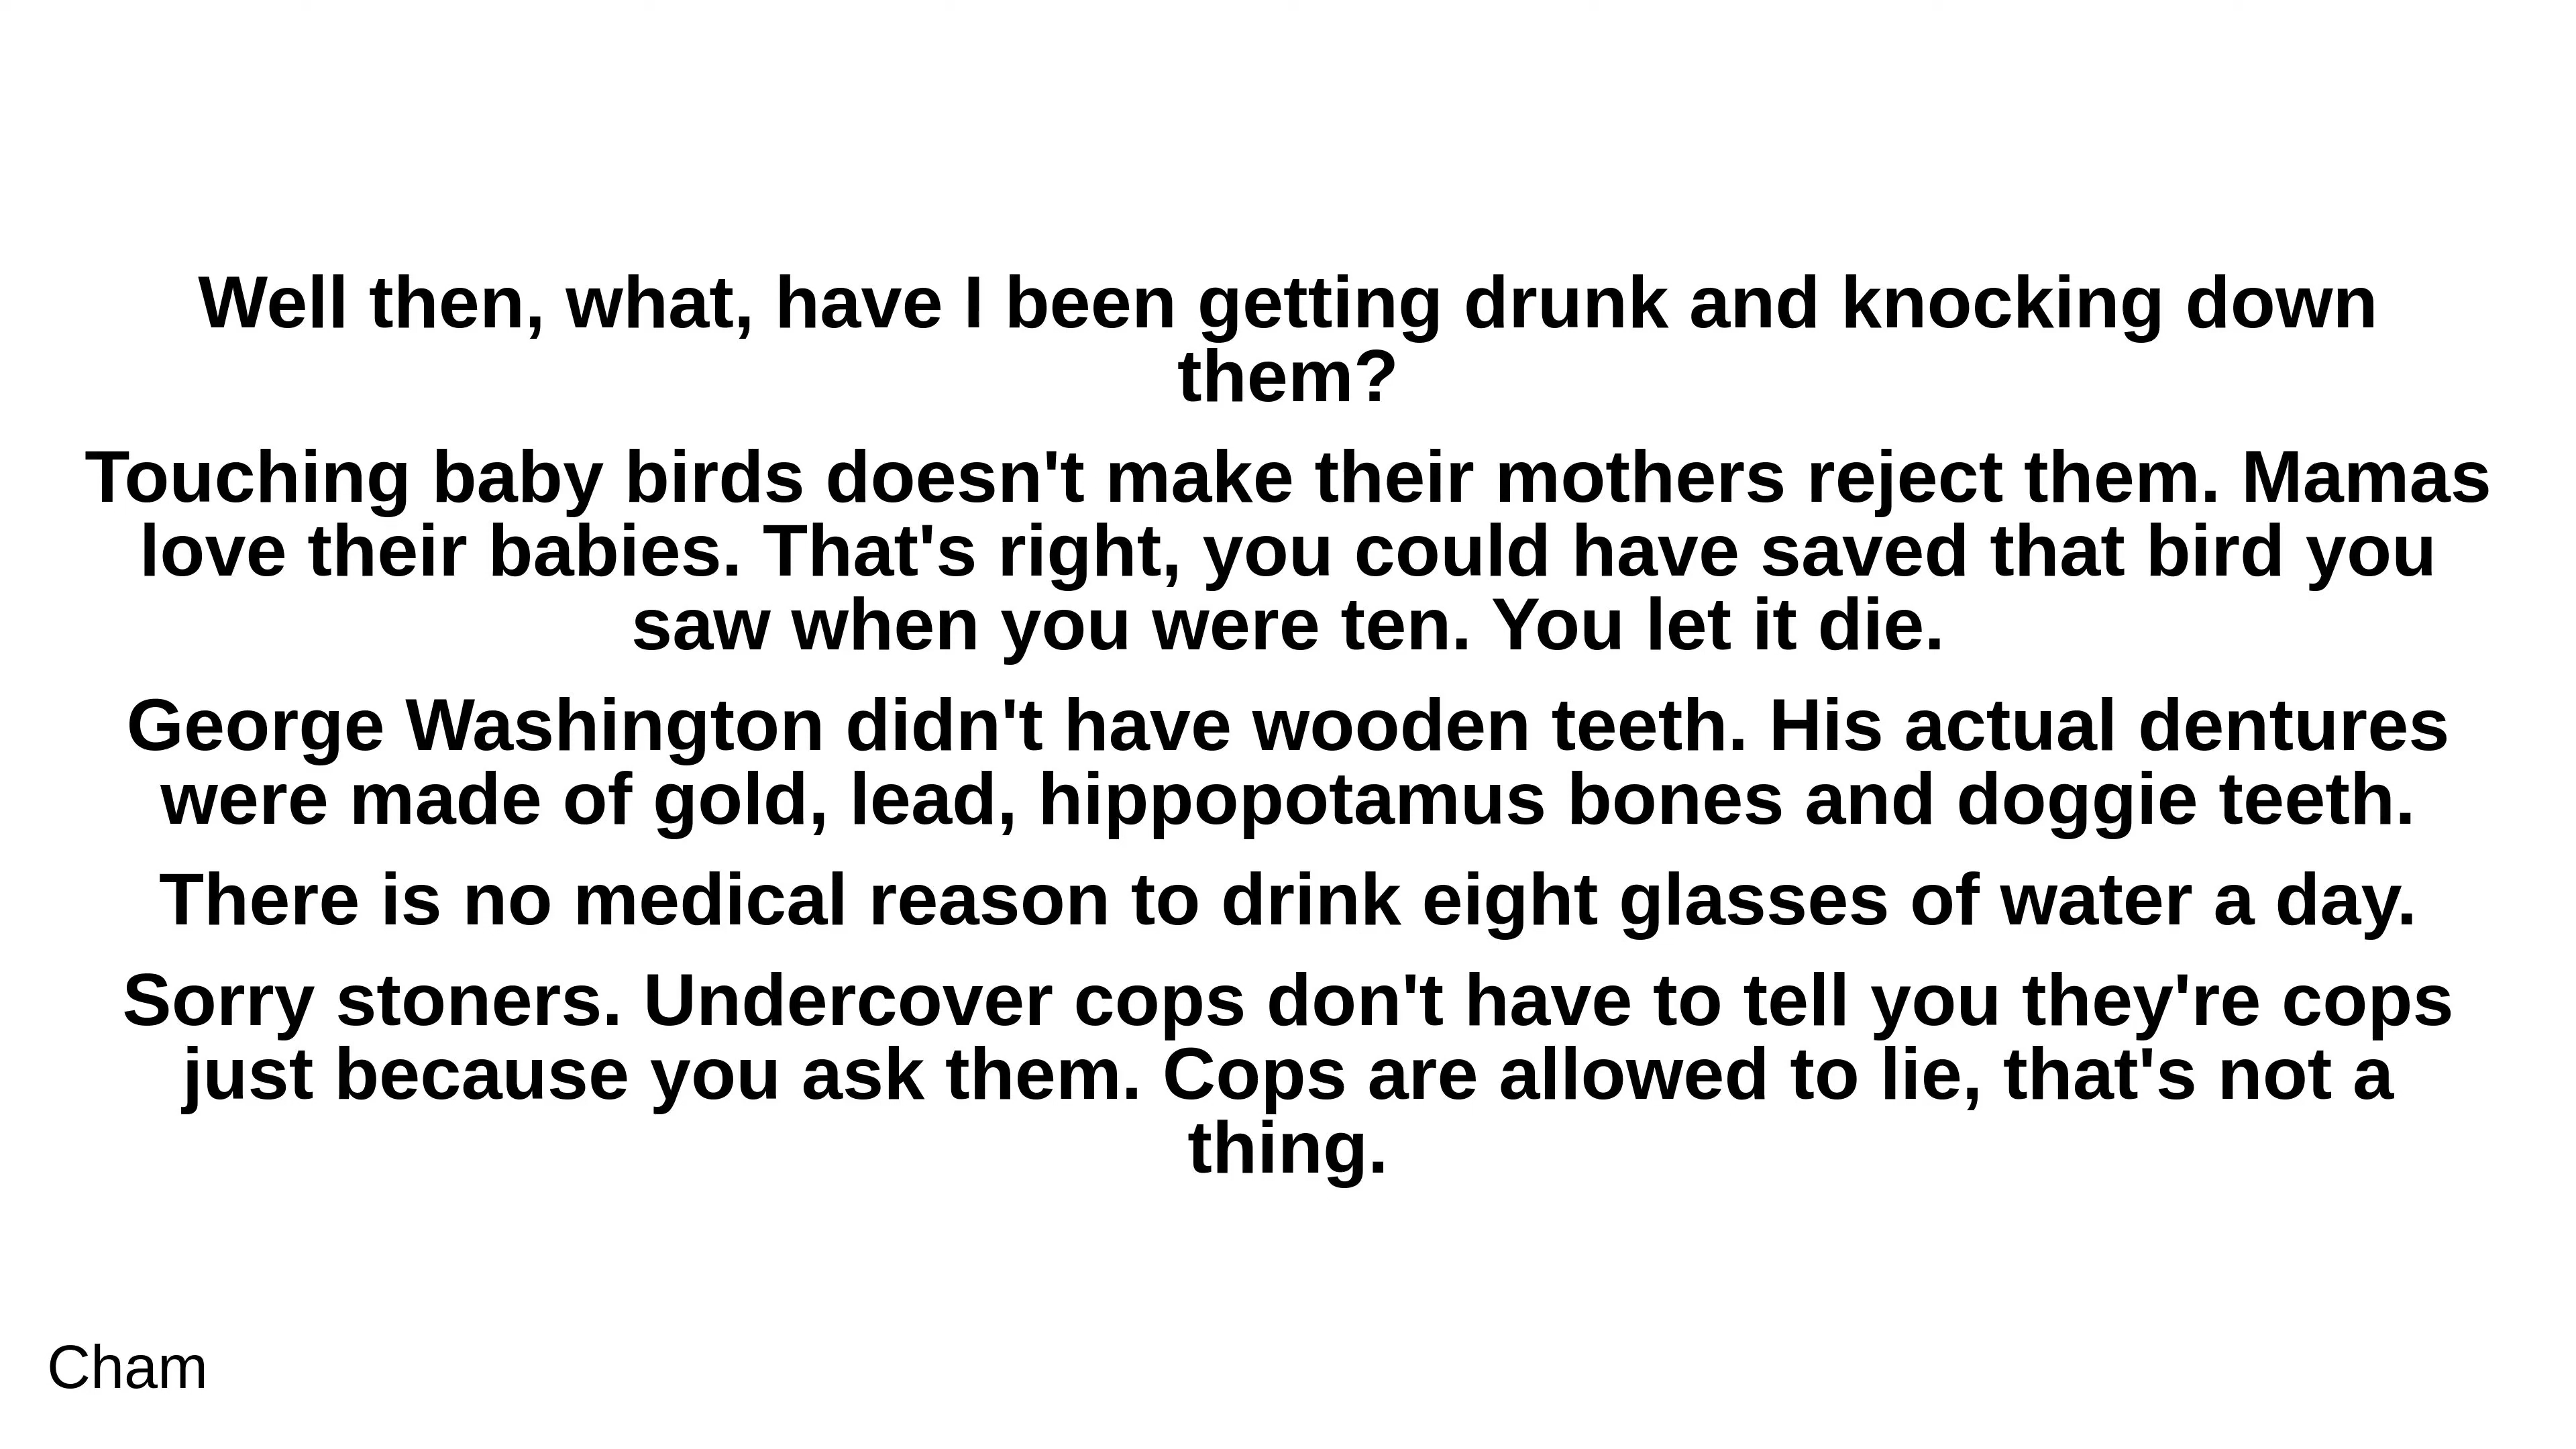 Well then, what, have I been getting drunk and knocking down
them?
Touching baby birds doesn't make their mothers reject them. Mamas
love their babies. That's right, you could have saved that bird you
saw when you were ten. You let it die.
George Washington didn't have wooden teeth. His actual dentures
were made of gold, lead, hippopotamus bones and doggie teeth.
There is no medical reason to drink eight glasses of water a day.
Sorry stoners. Undercover cops don't have to tell you they're cops
just because you ask them. Cops are allowed to lie, that's not a
thing.
Cham